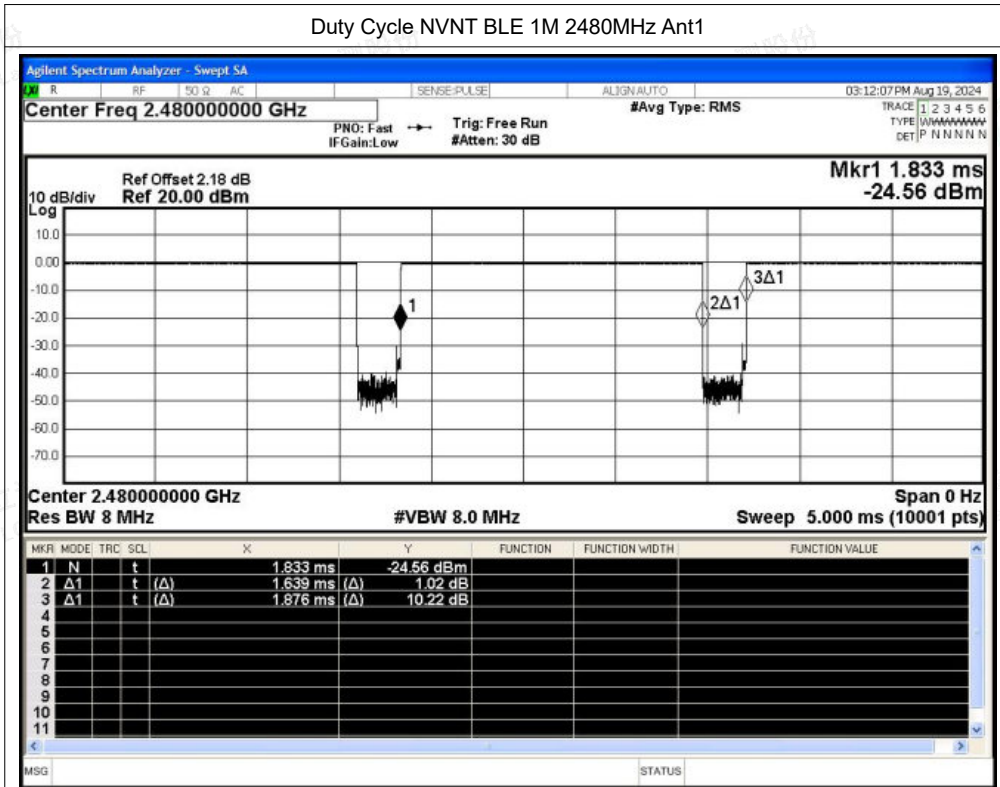 Duty Cycle NVNT BLE 1M 2480MHz Ant1
Agilent Spectrum Analyzer - Swept SA
R RF 50 Ω AC SENSE:PULSE ALIGNAUTO 03:12:07PM Aug 19, 2024
Center Freq 2.480000000 GHz #Avg Type: RMS TRACE 1 2 3 4 5 6
PNO: Fast Trig: Free Run TYPE WWWWWWW
IFGain:Low #Atten: 30 dB DET P N N N N N
Mkr1 1.833 ms
Ref Offset 2.18 dB
10 dB/div Ref 20.00 dBm -24.56 dBm
Log
10.0
0.00
3Δ1
-10.0
1 2Δ1
-20.0
-30.0
-40.0
-50.0
-60.0
-70.0
Center 2.480000000 GHz Span 0 Hz
Res BW 8 MHz #VBW 8.0 MHz Sweep 5.000 ms (10001 pts)
MKR MODE TRC SCL X Y FUNCTION FUNCTION WIDTH FUNCTION VALUE
1 N t 1.833 ms -24.56 dBm
2 Δ1 t (Δ) 1.639 ms (Δ) 1.02 dB
3 Δ1 t (Δ) 1.876 ms (Δ) 10.22 dB
4
5
6
7
8
9
10
11
MSG STATUS